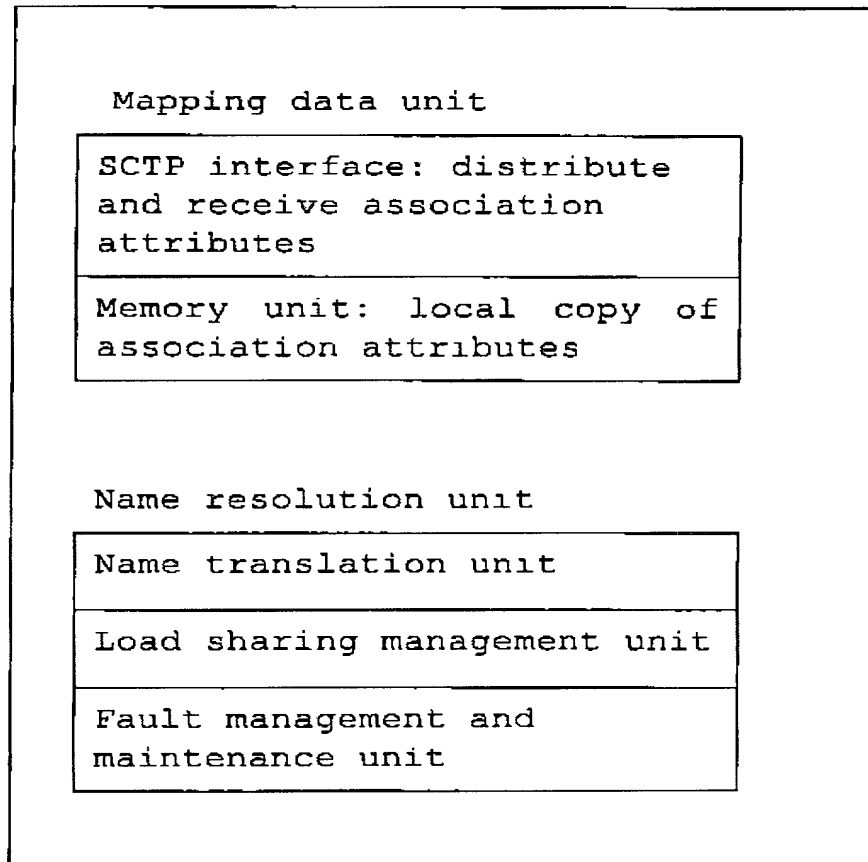 Mapping data unit
SCTP interface: distribute
and receive association
attributes
Memory unit: local copy of
association attributes
Name resolution unit
Name translation unit
Load sharing management unit
Fault management and
maintenance unit